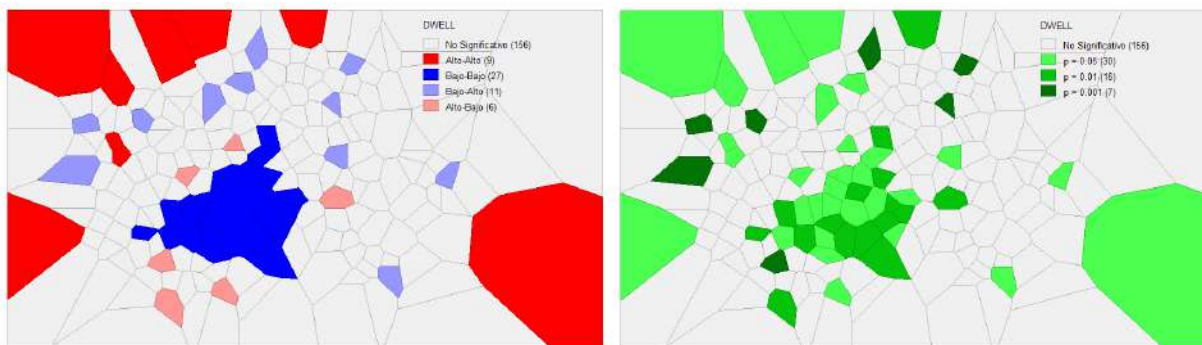 DWELL
No Significativo (156)
Alto-Alto (9)
Bajo-Bajo (27)
Bajo-Alto (11)
Alto-Bajo (6)
DWELL
No Significativo (156)
p = 0.05 (30)
p = 0.01 (16)
p = 0.001 (7)